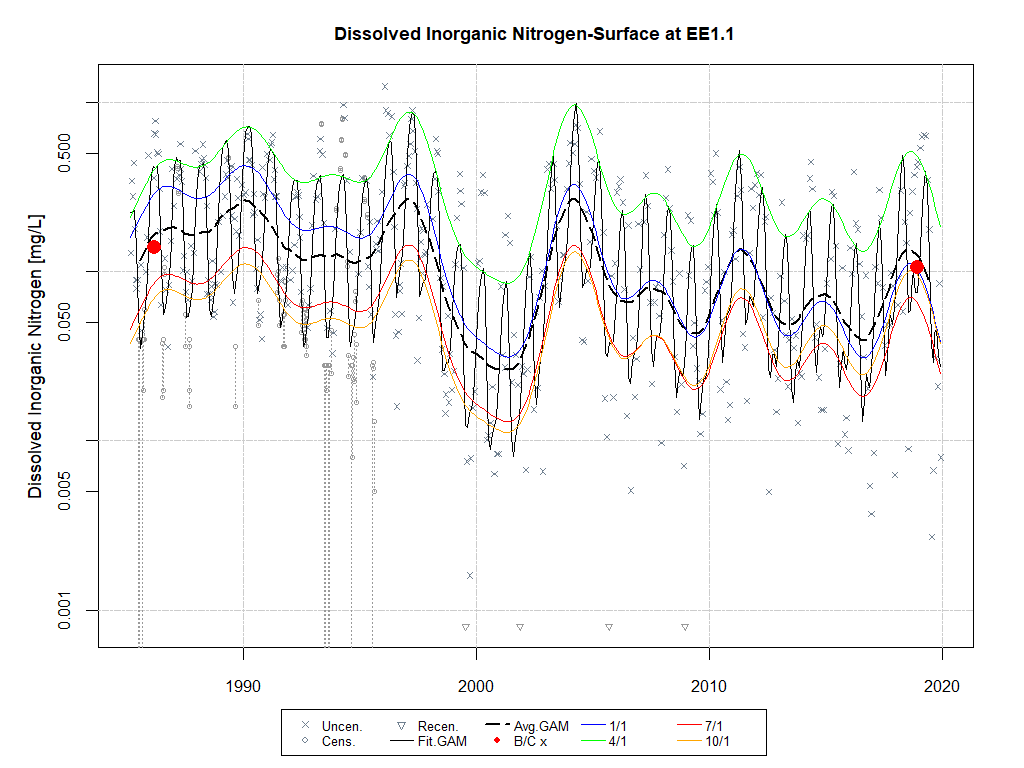 Dissolved Inorganic Nitrogen-Surface at EE1.1
Dissolved Inorganic Nitrogen [mg/L]
0.500
0.050
0.005
0.001
1990 2000 2010 2020
Uncen. Recen. Avg.GAM 1/1 7/1
Cens. Fit.GAM B/C x 4/1 10/1